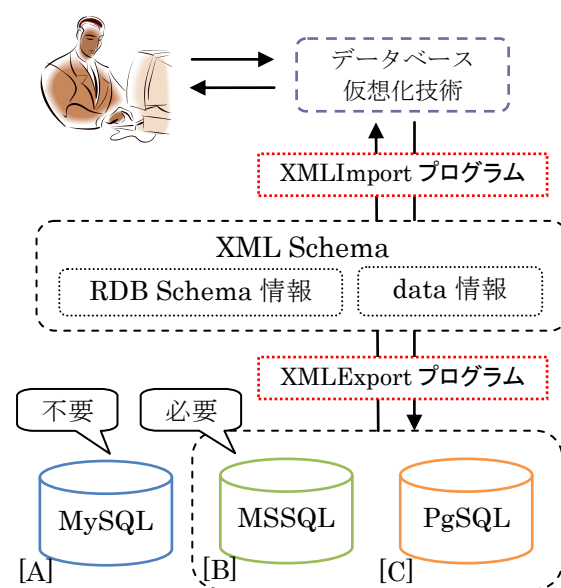 データベース
仮想化技術
XMLImport プログラム
XML Schema
RDB Schema 情報
data 情報
XMLExport プログラム
不要
必要
MySQL
MSSQL
PgSQL
[A]
[B]
[C]